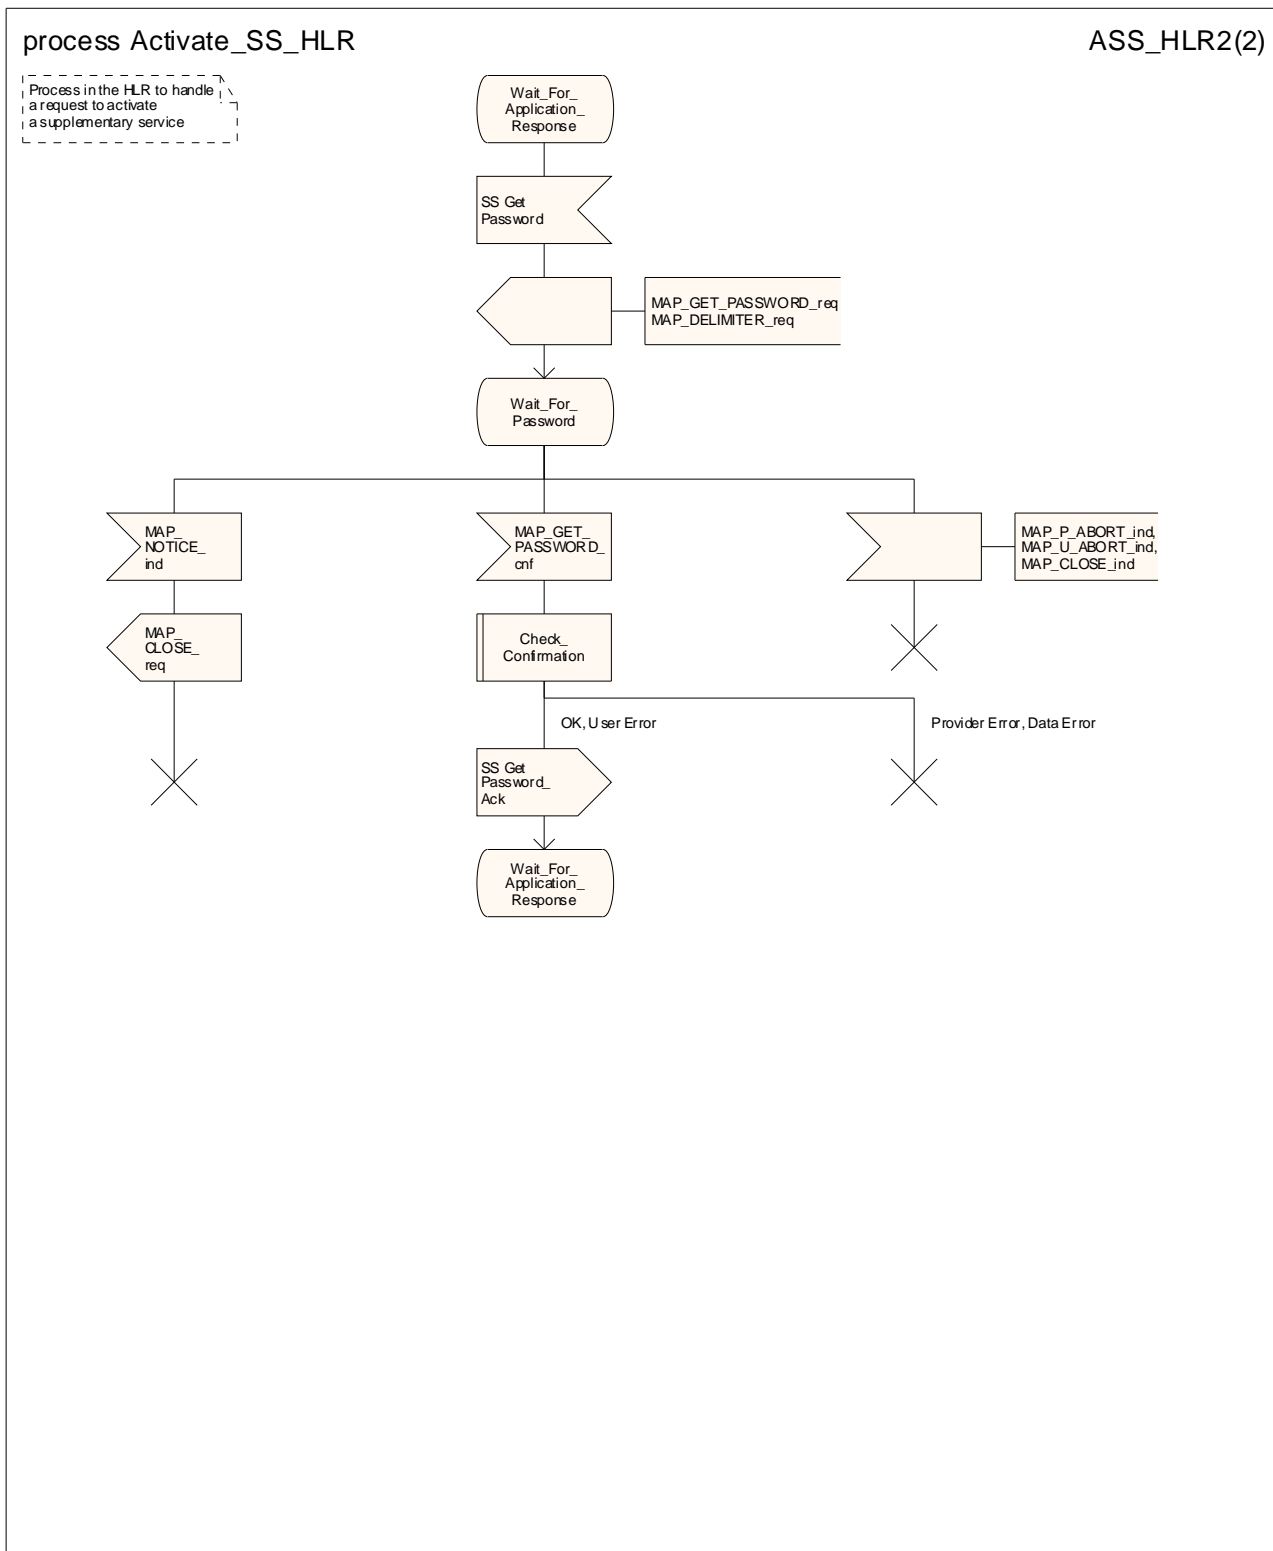 process Activate_SS_HLR
ASS_HLR2(2)
Process in the HLR to handle
a request to activate
a supplementary service
Wait_For_
Application_
Response
SS Get
Password
MAP_GET_PASSWORD_req
MAP_DELIMITER_req
Wait_For_
Password
MAP_
NOTICE_
ind
MAP_GET_
PASSWORD_
cnf
MAP_P_ABORT_ind,
MAP_U_ABORT_ind,
MAP_CLOSE_ind
MAP_
CLOSE_
req
Check_
Confirmation
OK, User Error
Provider Error, Data Error
SS Get
Password_
Ack
Wait_For_
Application_
Response